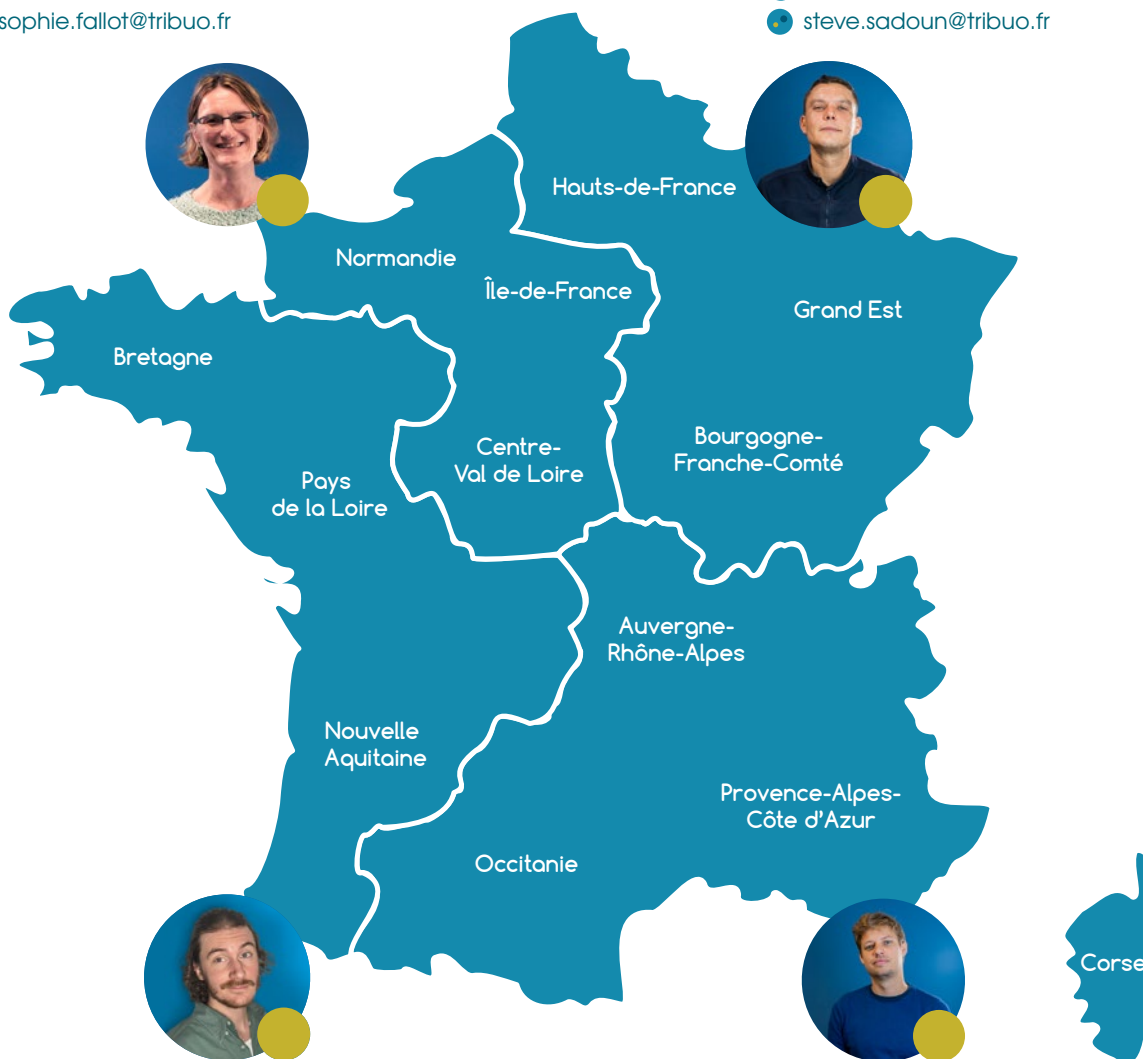 sophie.fallot@tribuo.fr
steve.sadoun@tribuo.fr
Hauts-de-France
Normandie
Île-de-France
Grand Est
Bretagne
Centre-
Val de Loire
Bourgogne-
Franche-Comté
Pays
de la Loire
Auvergne-
Rhône-Alpes
Nouvelle
Aquitaine
Provence-Alpes-
Côte d'Azur
Occitanie
Corse